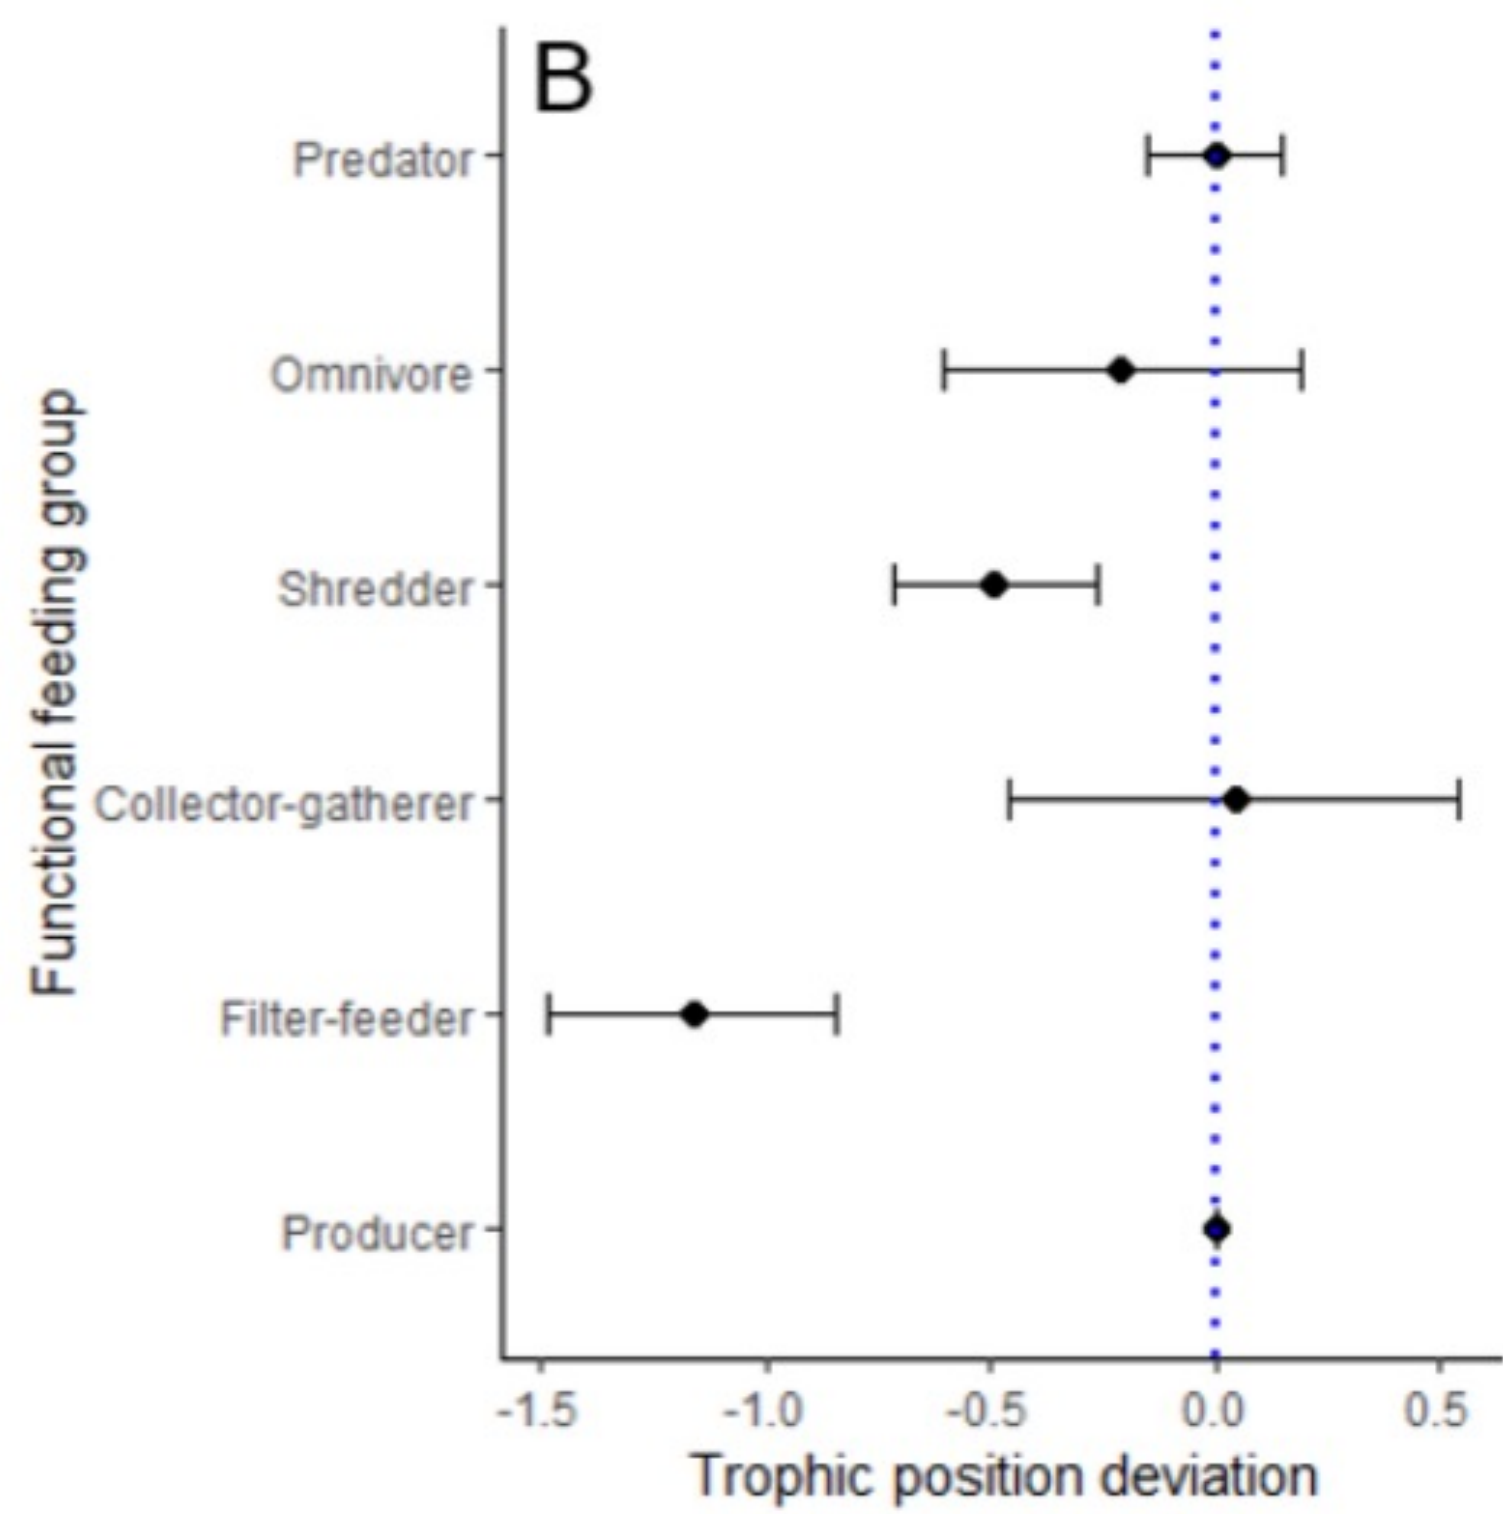 B
Predator
Omnivore
Shredder
Collector-gatherer
Filter-feeder
Producer
Functional feeding group
-1.5 -1.0 -0.5 0.0 0.5
Trophic position deviation